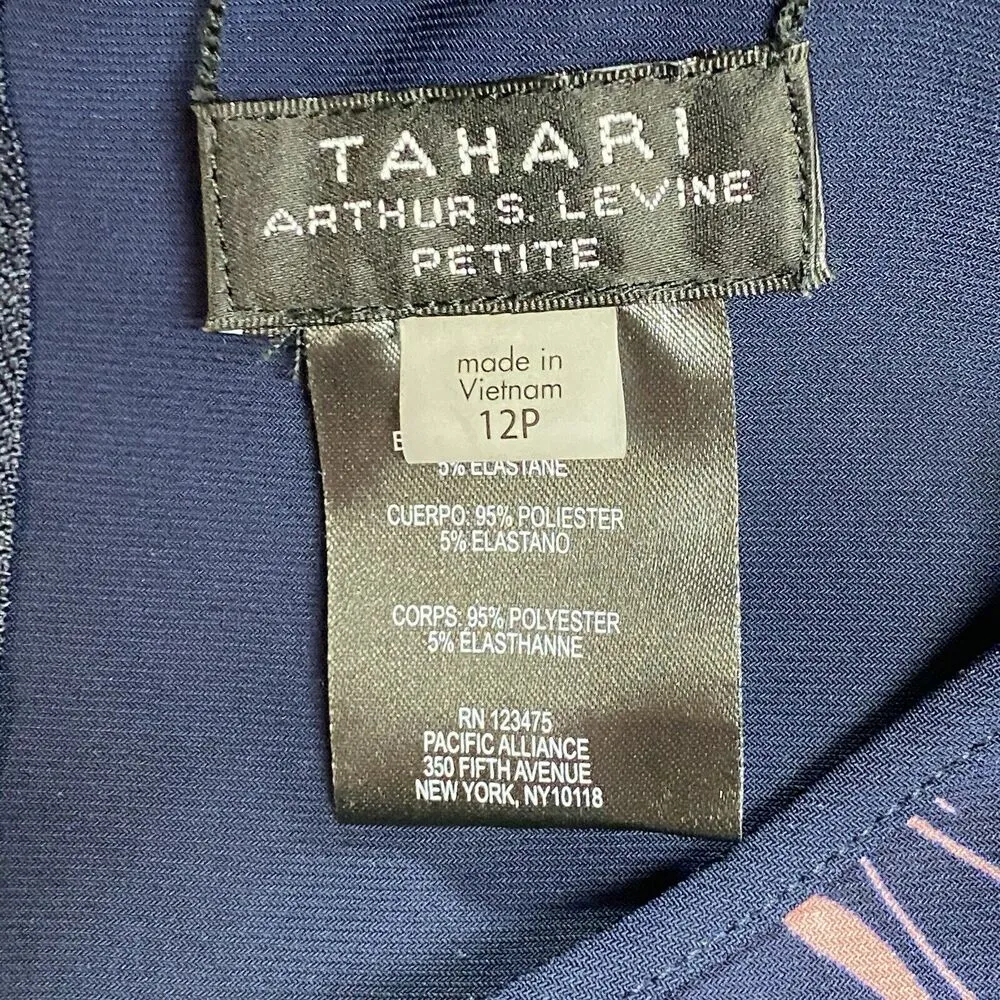 TAHARI
ARTHUR S. LEVINE
PETITE
made in
Vietnam
12P
5% ELASTANE
CUERPO: 95% POLIESTER
5% ELASTANO
CORPS: 95% POLYESTER
5% ELASTHANNE
RN 123475
PACIFIC ALLIANCE
350 FIFTH AVENUE
NEW YORK, NY10118